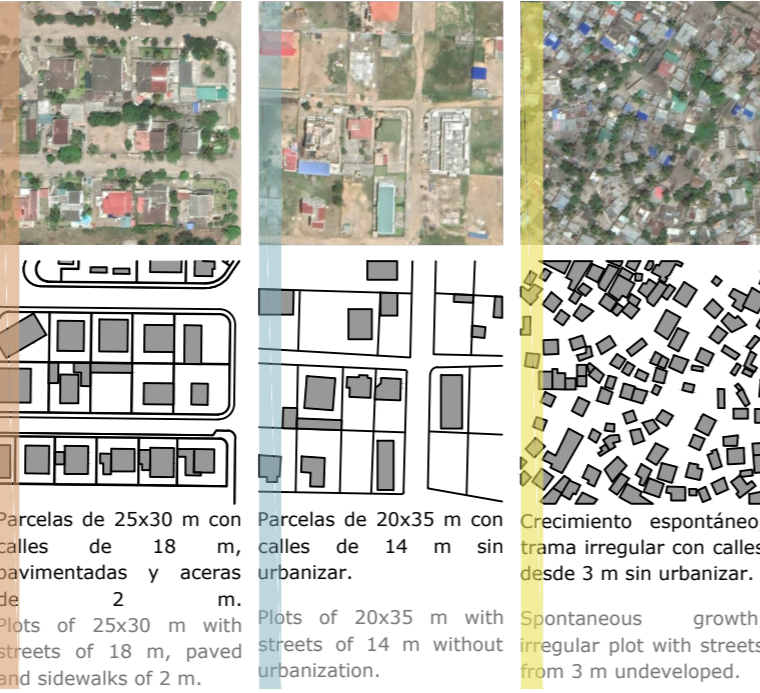 Parcelas de 25x30 m con
calles de 18 m,
pavimentadas y aceras
de 2 m.
Plots of 25x30 m with
streets of 18 m, paved
and sidewalks of 2 m.
Parcelas de 20x35 m con
calles de 14 m sin
urbanizar.
Plots of 20x35 m with
streets of 14 m without
urbanization.
Crecimiento espontáneo,
trama irregular con calles
desde 3 m sin urbanizar.
Spontaneous growth,
irregular plot with streets
from 3 m undeveloped.